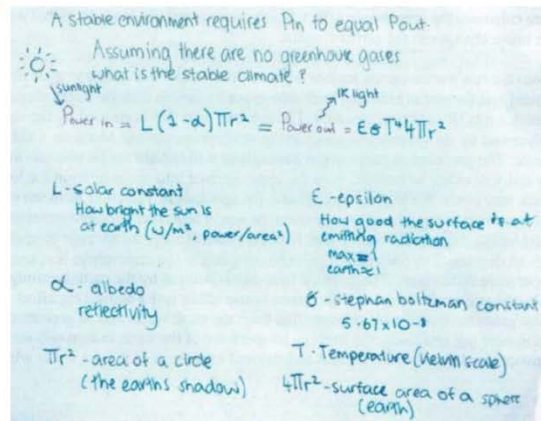 A stable environment requires Pin to equal Pout.
Assuming there are no greenhouse gases
what is the stable climate?
sunlight
IR light
Power in = L(1-α)πr² = Power out = EσT⁴4πr²
L - solar constant
How bright the sun is
at earth (W/m², power/area²)
α - albedo
reflectivity
πr² - area of a circle
(the earths shadow)
E - epsilon
How good the surface is at
emitting radiation
max = 1
earth ≈ 1
σ - stephan boltzman constant
5.67x10-8
T - Temperature (kelvin scale)
4πr² - surface area of a sphere
(earth)